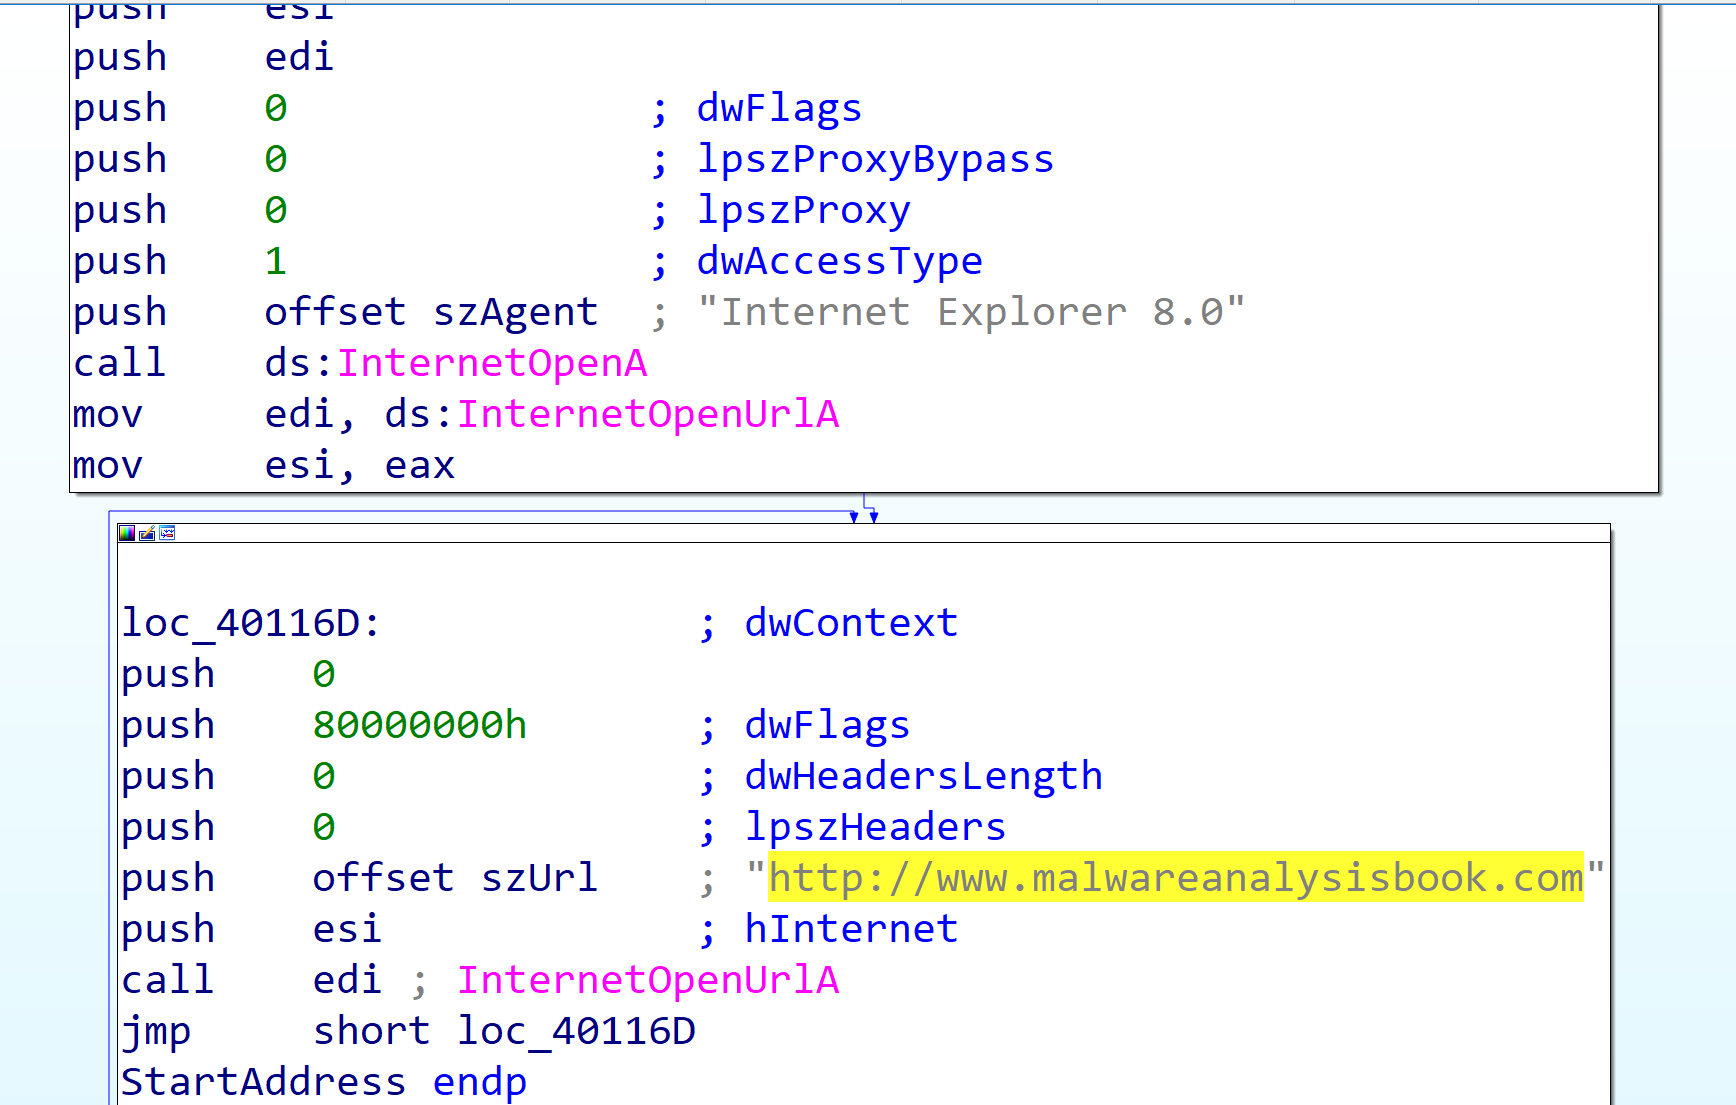 push    esi
push    edi
push    0               ; dwFlags
push    0               ; lpszProxyBypass
push    0               ; lpszProxy
push    1               ; dwAccessType
push    offset szAgent  ; "Internet Explorer 8.0"
call    ds:InternetOpenA
mov     edi, ds:InternetOpenUrlA
mov     esi, eax
loc_40116D:             ; dwContext
push    0
push    80000000h       ; dwFlags
push    0               ; dwHeadersLength
push    0               ; lpszHeaders
push    offset szUrl    ; "http://www.malwareanalysisbook.com"
push    esi             ; hInternet
call    edi ; InternetOpenUrlA
jmp     short loc_40116D
StartAddress endp